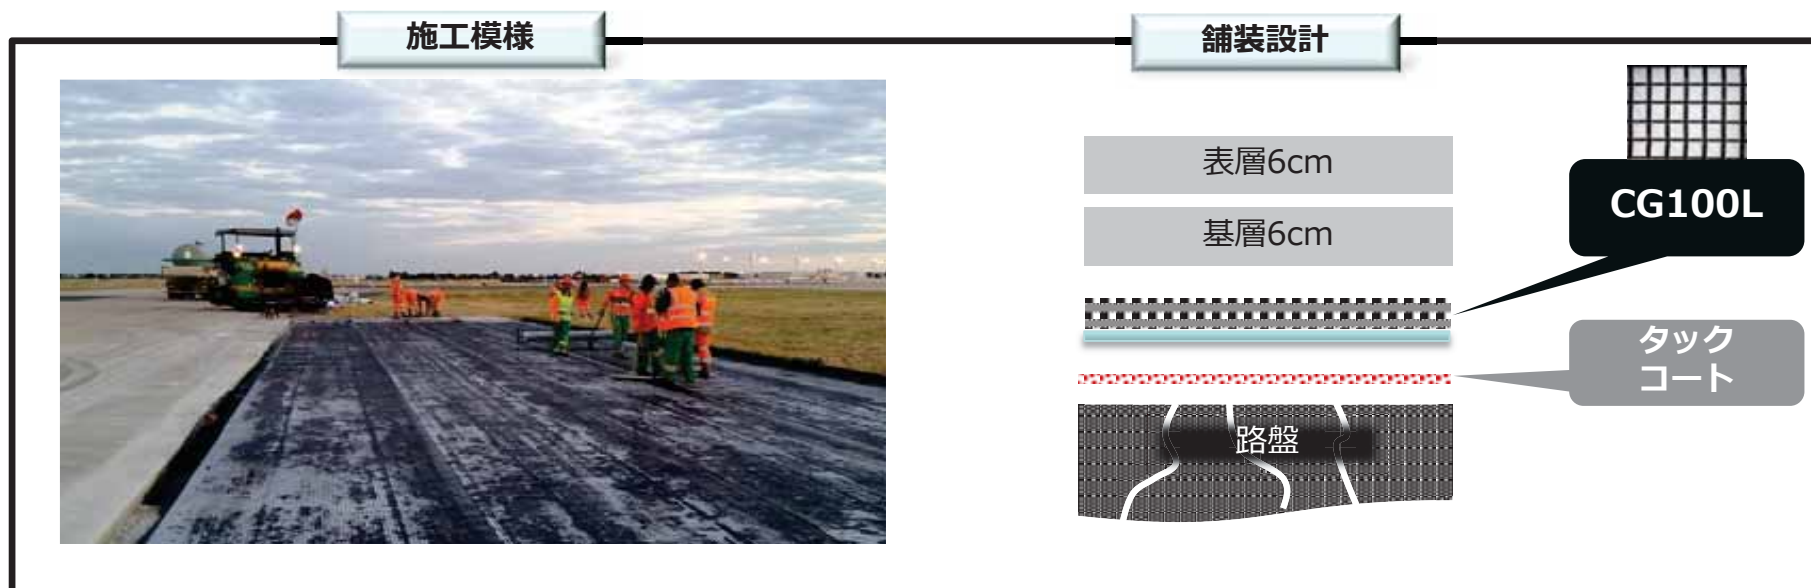 施工模様
舗装設計
表層6cm
基層6cm
CG100L
タック
コート
路盤